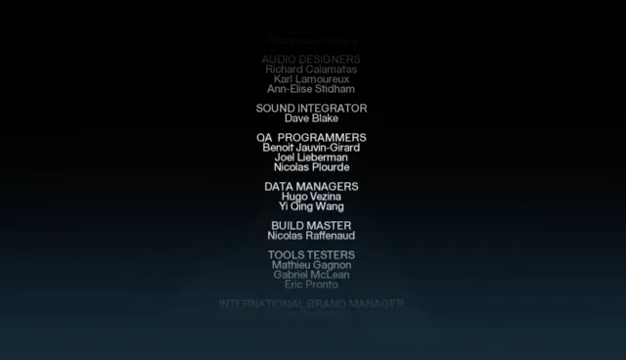 AUDIO DESIGNERS
Richard Calamatas
Karl Lamoureux
Ann-Elise Stidham
SOUND INTEGRATOR
Dave Blake
QA PROGRAMMERS
Benoit Jauvin-Girard
Joel Lieberman
Nicolas Plourde
DATA MANAGERS
Hugo Vezina
Yi Qing Wang
BUILD MASTER
Nicolas Raffenaud
TOOLS TESTERS
Mathieu Gagnon
Gabriel McLean
Eric Pronto
INTERNATIONAL BRAND MANAGER